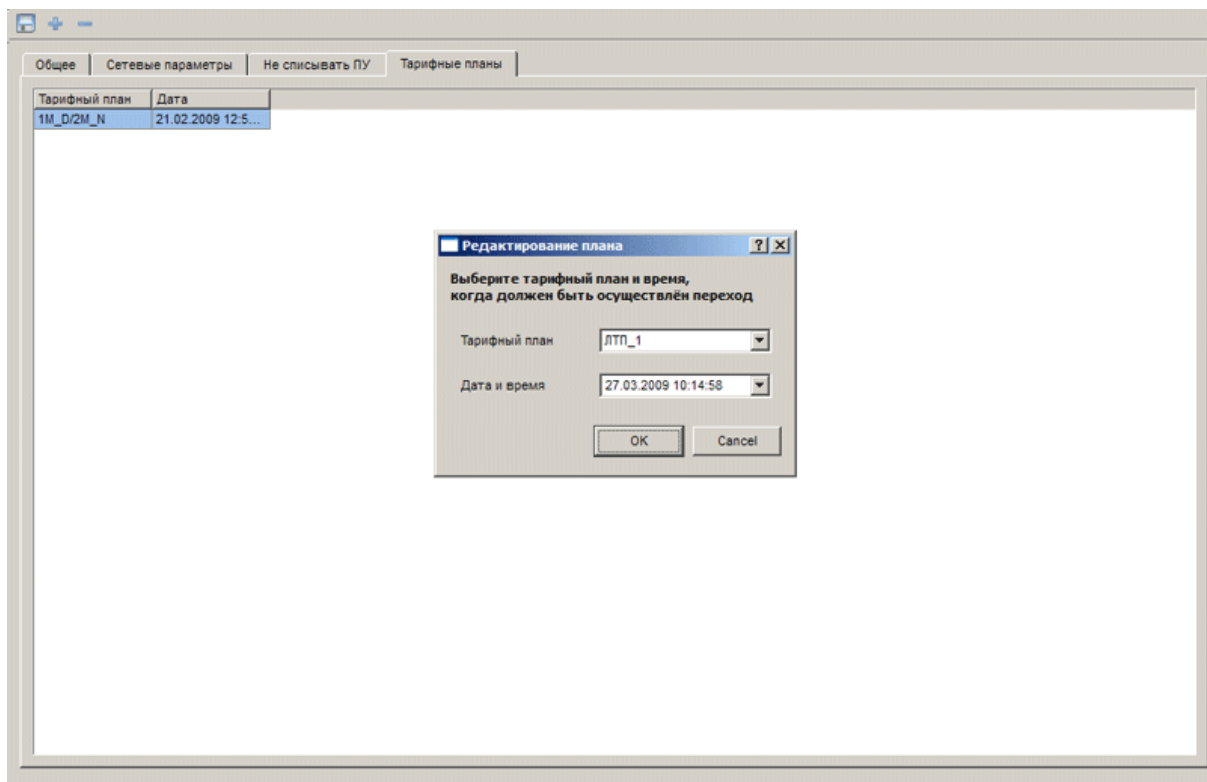 Общее Сетевые параметры Не списывать ПУ Тарифные планы
Тарифный план Дата
1M_D/2M_N 21.02.2009 12:5...
Редактирование плана
Выберите тарифный план и время,
когда должен быть осуществлён переход
Тарифный план ЛТП_1
Дата и время 27.03.2009 10:14:58
OK Cancel